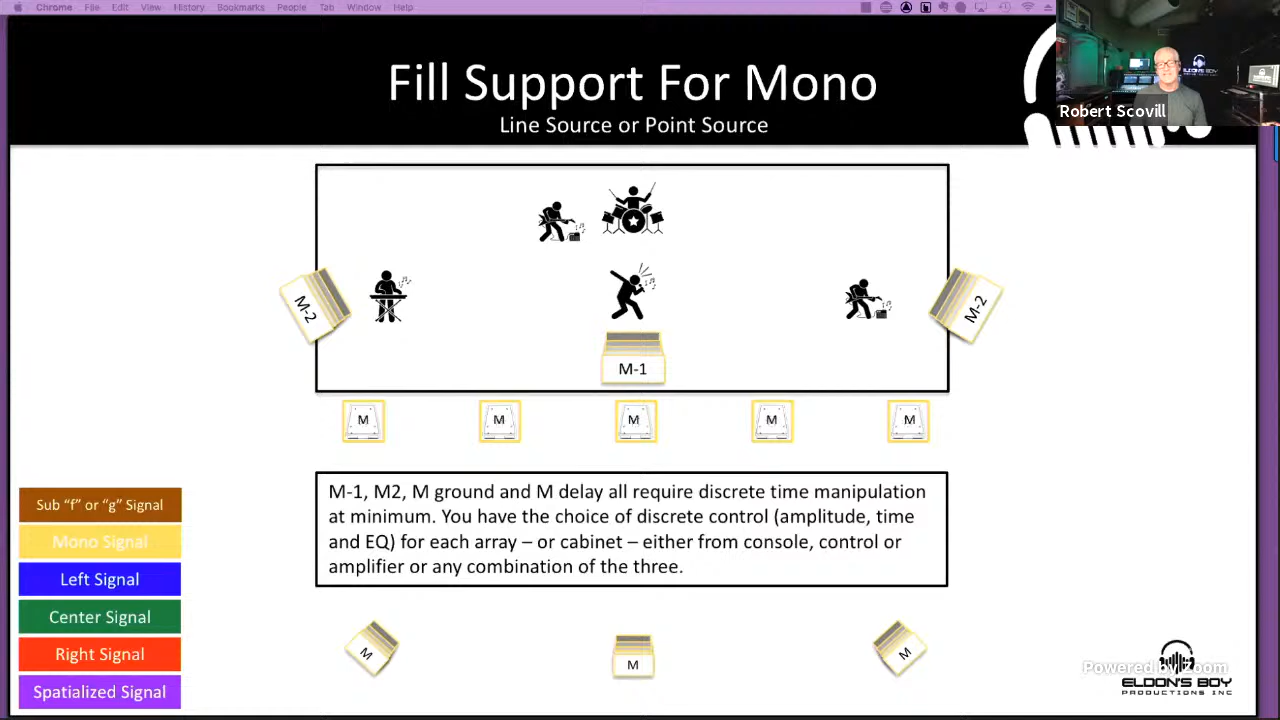 Chrome File Edit View History Bookmarks People Tab Window Help
Fill Support For Mono
Line Source or Point Source
Robert Scovill
M-2
M-2
M-1
M M M M M
M-1, M2, M ground and M delay all require discrete time manipulation
at minimum. You have the choice of discrete control (amplitude, time
and EQ) for each array – or cabinet – either from console, control or
amplifier or any combination of the three.
Sub “f” or “g” Signal
Mono Signal
Left Signal
Center Signal
Right Signal
Spatialized Signal
M M M
Powered by Zoom
ELDON'S BOY
PRODUCTIONS INC